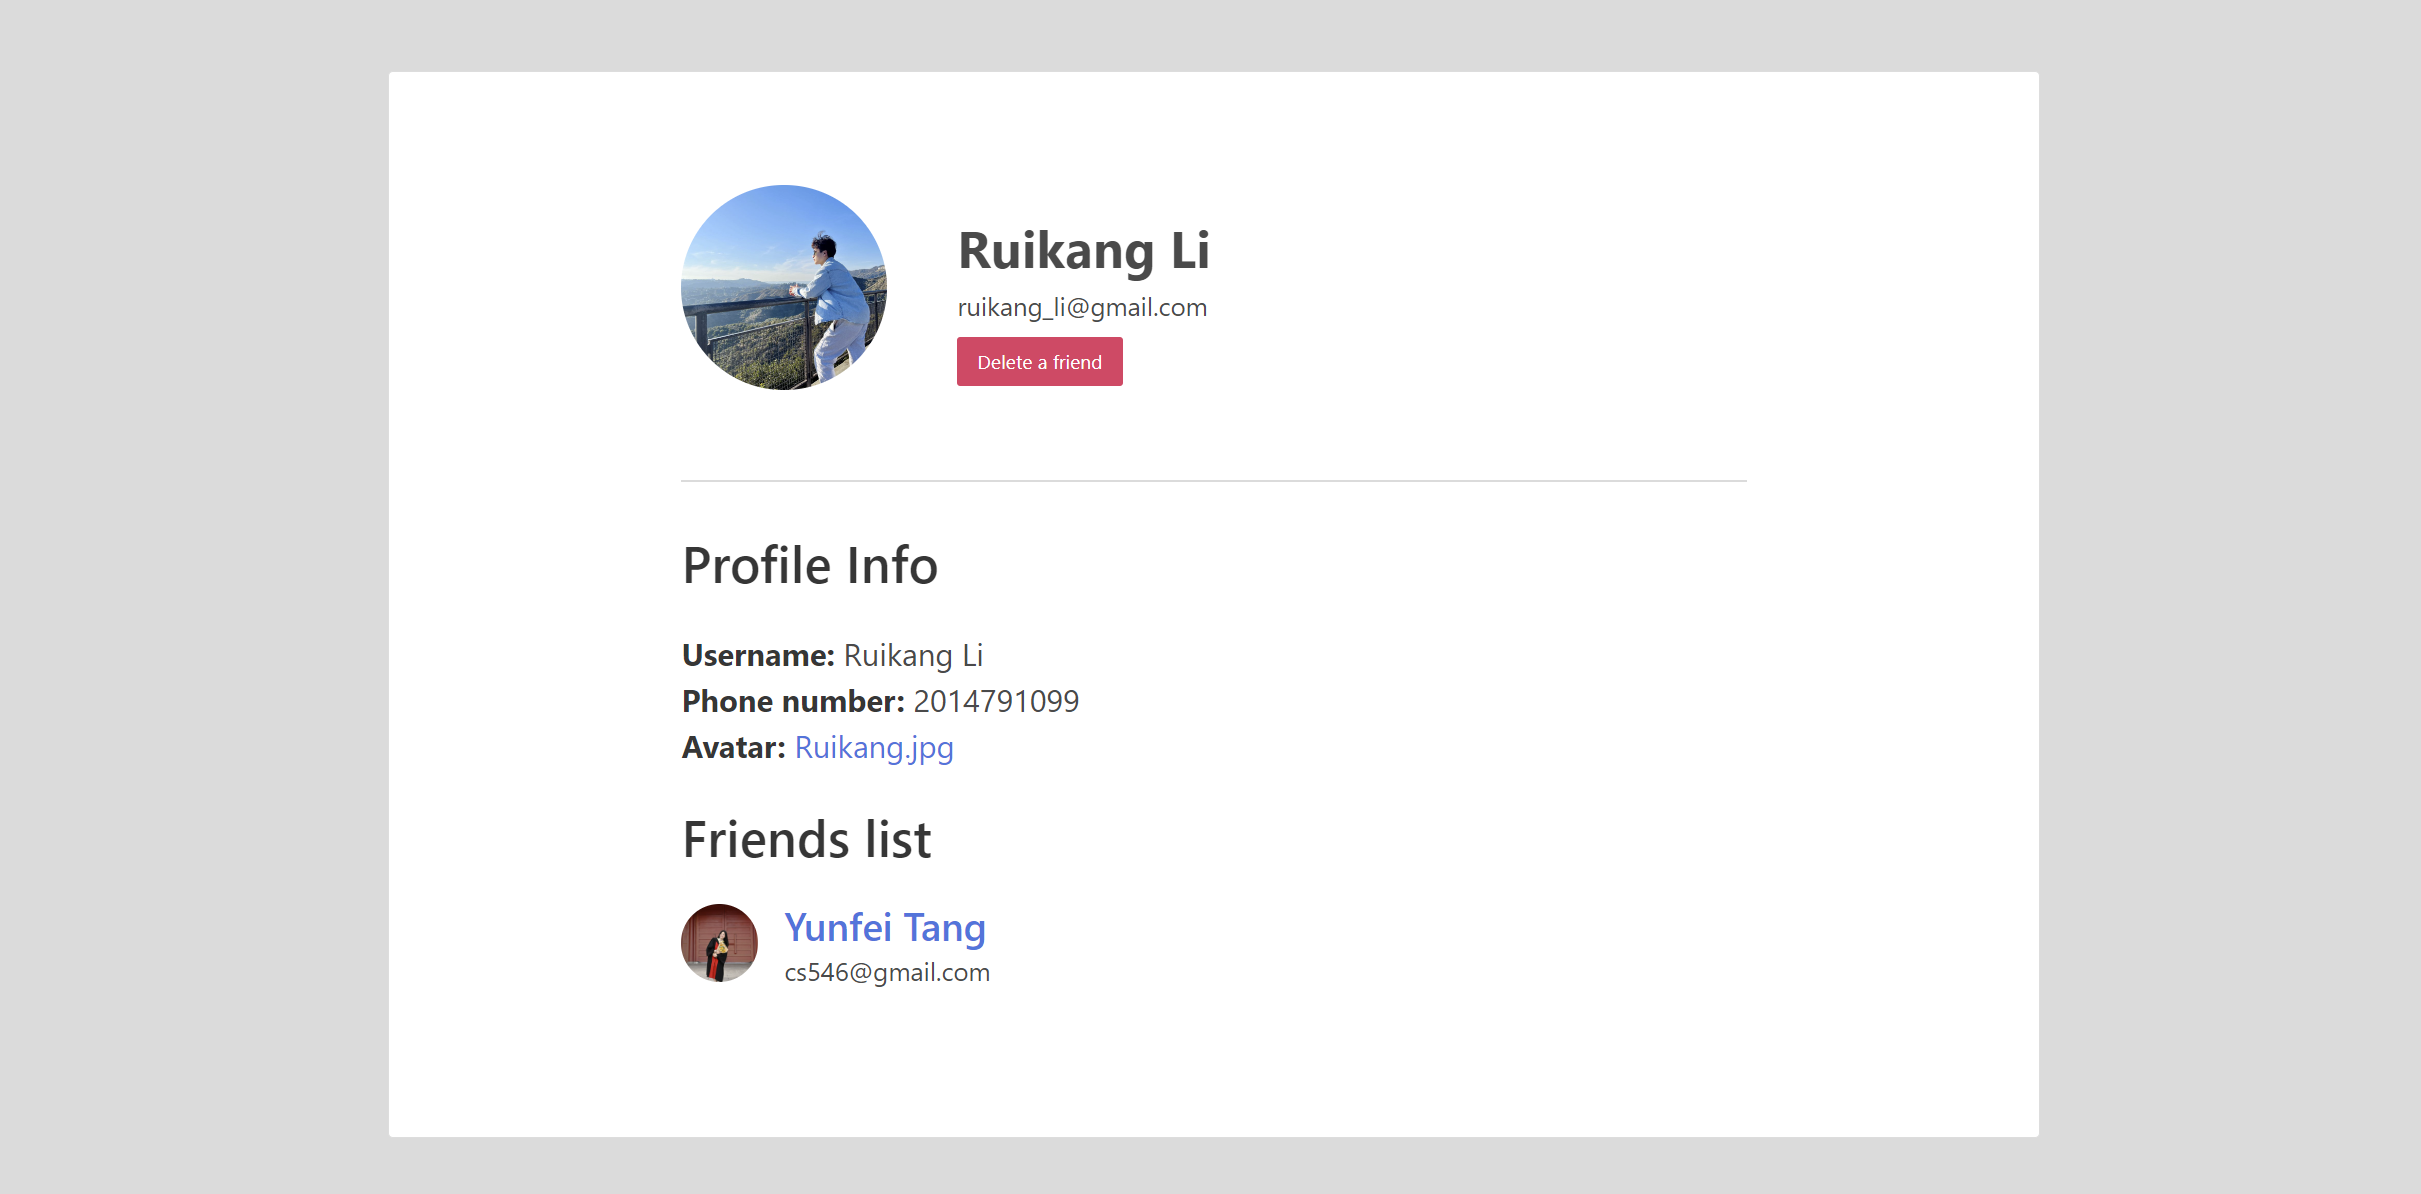 Ruikang Li
ruikang_li@gmail.com
Delete a friend
Profile Info
Username: Ruikang Li
Phone number: 2014791099
Avatar: Ruikang.jpg
Friends list
Yunfei Tang
cs546@gmail.com